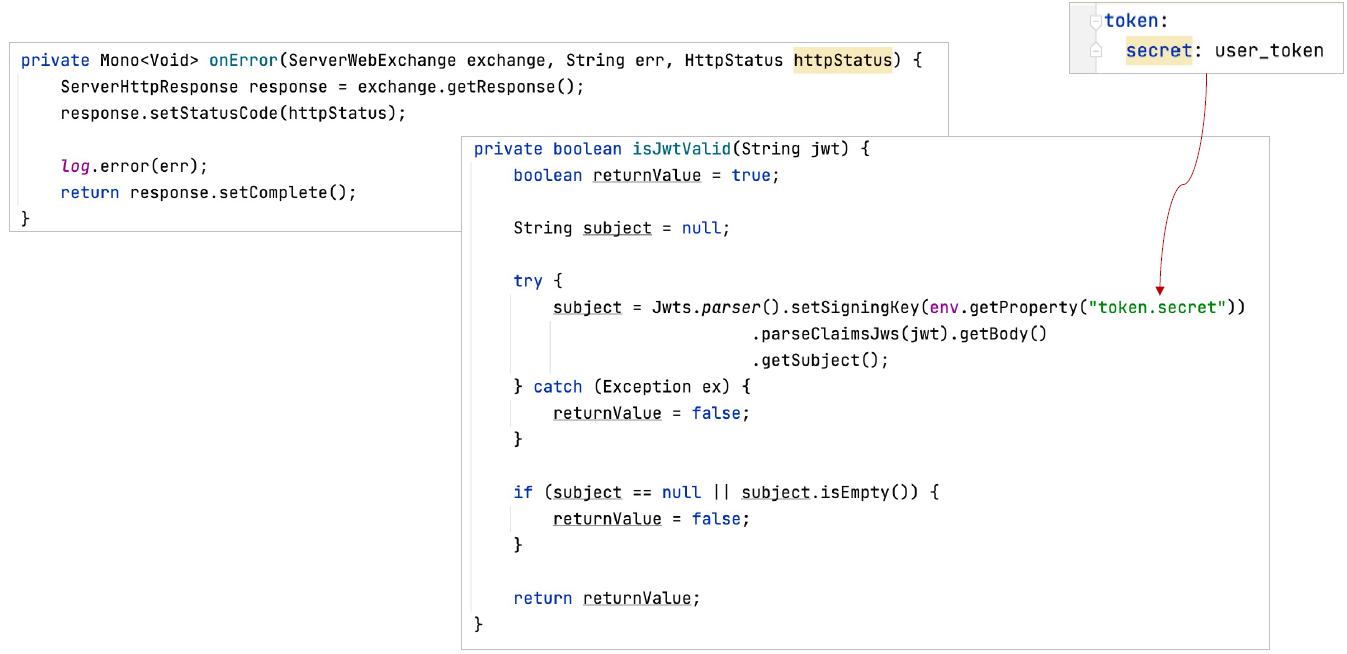 token:
  secret: user_token
private Mono<Void> onError(ServerWebExchange exchange, String err, HttpStatus httpStatus) {
    ServerHttpResponse response = exchange.getResponse();
    response.setStatusCode(httpStatus);

    log.error(err);
    return response.setComplete();
}
private boolean isJwtValid(String jwt) {
    boolean returnValue = true;

    String subject = null;

    try {
        subject = Jwts.parser().setSigningKey(env.getProperty("token.secret"))
                            .parseClaimsJws(jwt).getBody()
                            .getSubject();
    } catch (Exception ex) {
        returnValue = false;
    }

    if (subject == null || subject.isEmpty()) {
        returnValue = false;
    }

    return returnValue;
}